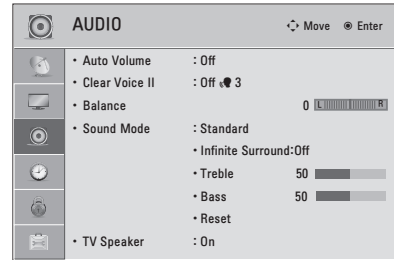 AUDIO Move Enter
• Auto Volume : Off
• Clear Voice II : Off 3
• Balance 0 L R
• Sound Mode : Standard
• Infinite Surround:Off
• Treble 50
• Bass 50
• Reset
• TV Speaker : On